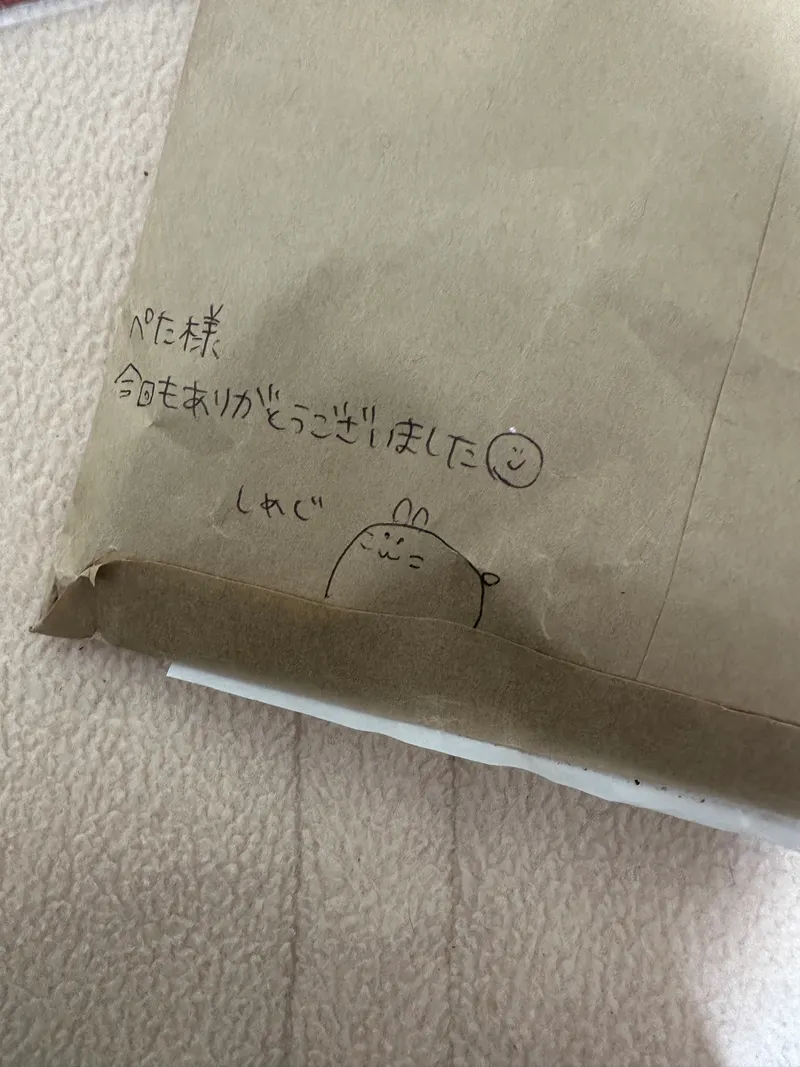 ぺた様
今回もありがとうございました
しめじ